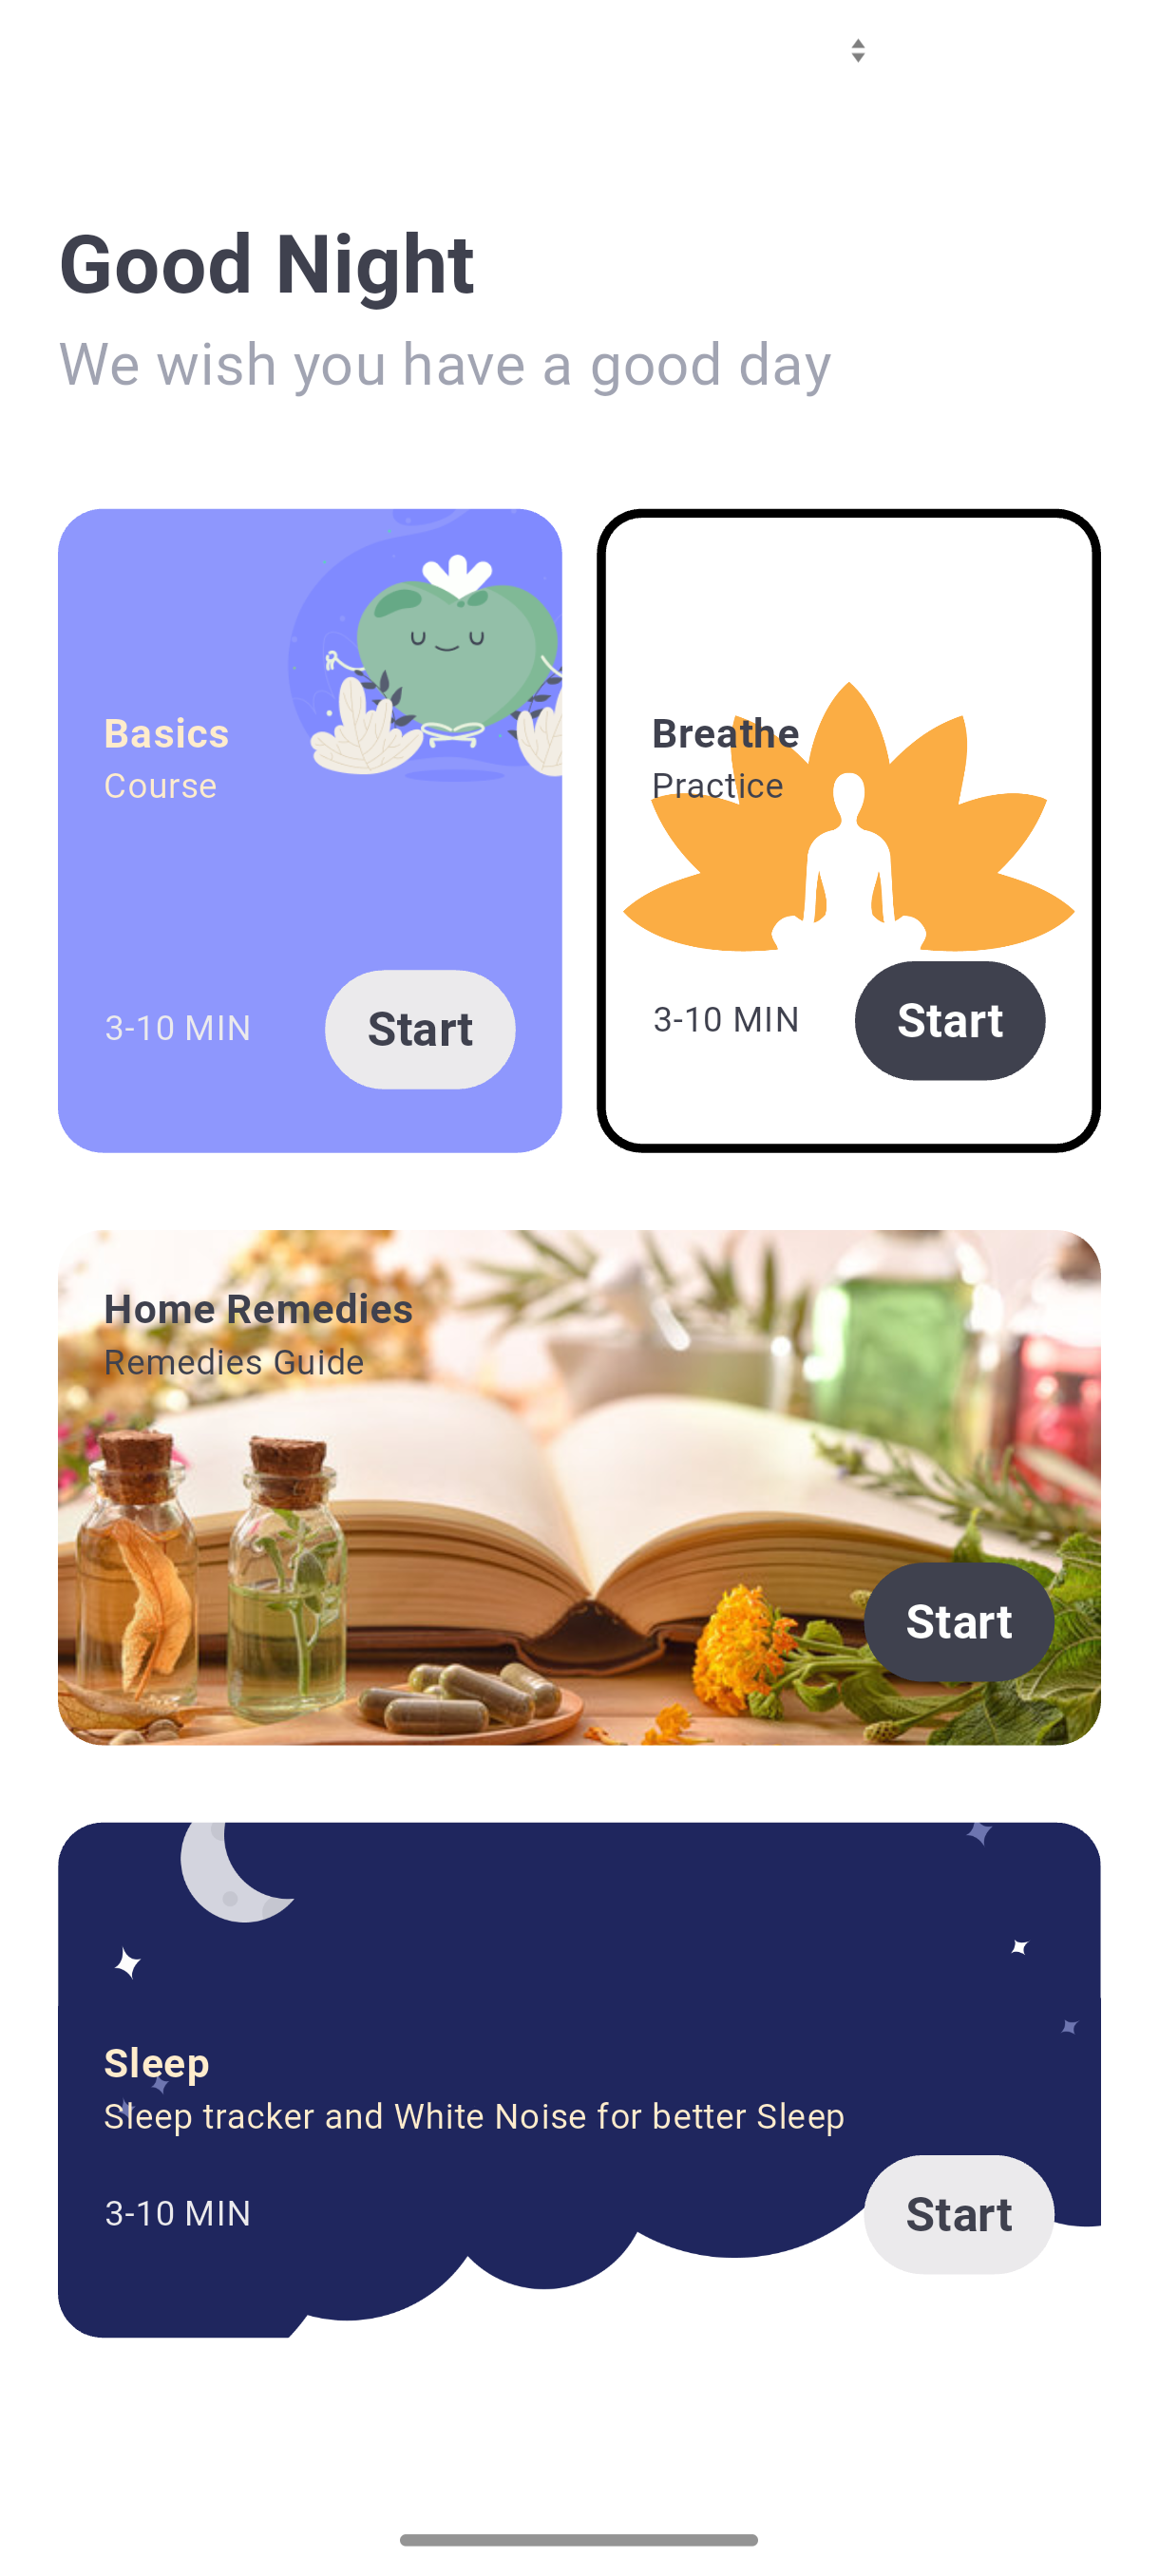 Good Night
We wish you have a good day
Basics
Course
3-10 MIN
Start
Breathe
Practice
3-10 MIN
Start
Home Remedies
Remedies Guide
Start
Sleep
Sleep tracker and White Noise for better Sleep
3-10 MIN
Start